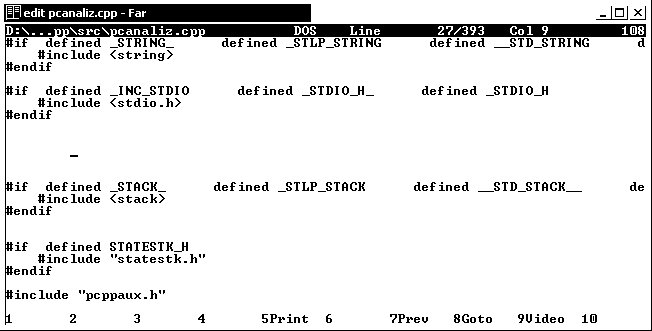 edit pcanaliz.cpp - Far
D:\...pp\src\pcanaliz.cpp DOS Line 27/393 Col 9 108
#if defined _STRING_ defined _STLP_STRING defined __STD_STRING d
#include <string>
#endif
#if defined _INC_STDIO defined _STDIO_H_ defined _STDIO_H
#include <stdio.h>
#endif
#if defined _STACK_ defined _STLP_STACK defined __STD_STACK__ de
#include <stack>
#endif
#if defined STATESTK_H
#include "statestk.h"
#endif
#include "pcppaux.h"
1 2 3 4 5Print 6 7Prev 8Goto 9Video 10